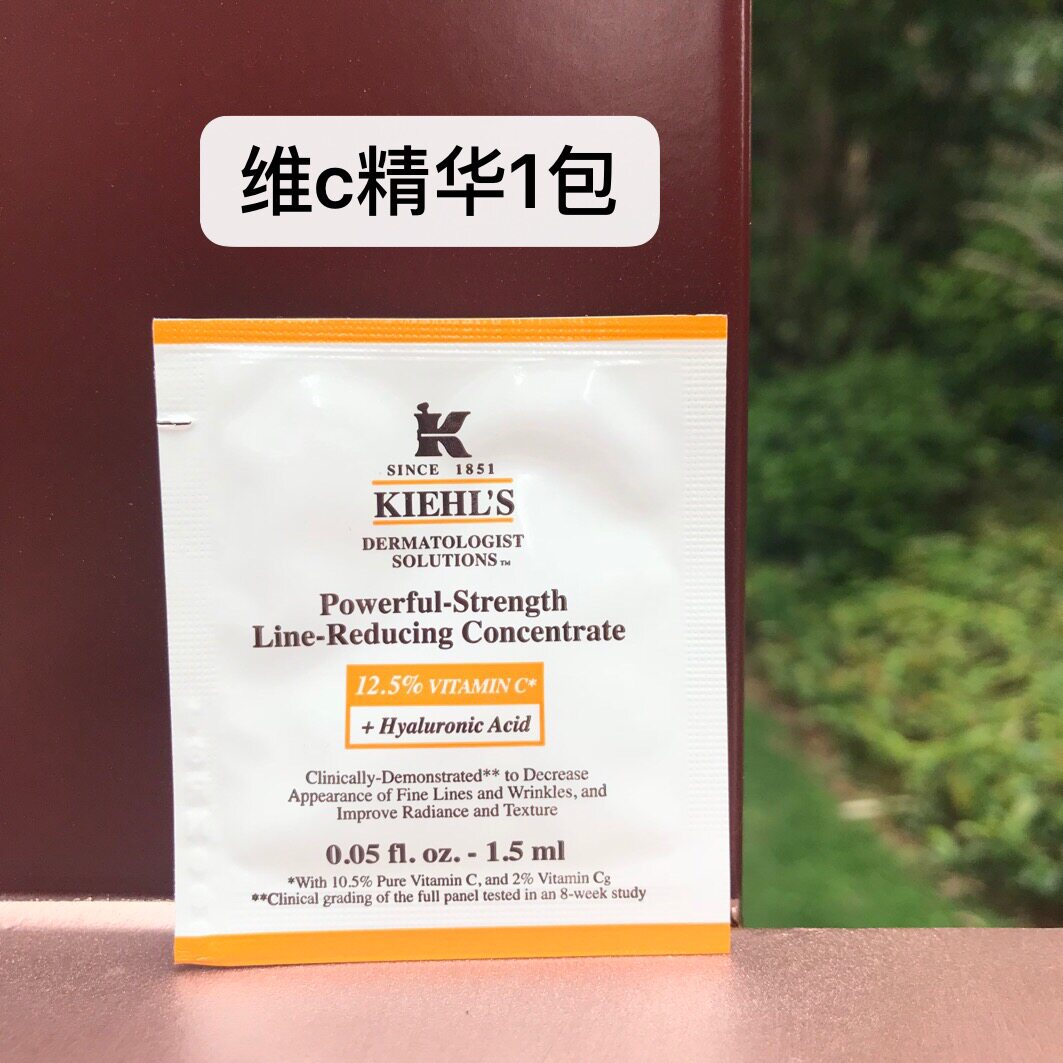 维c精华1包
K
SINCE 1851
KIEHL'S
DERMATOLOGIST
SOLUTIONS™
Powerful-Strength
Line-Reducing Concentrate
12.5% VITAMIN C*
+ Hyaluronic Acid
Clinically-Demonstrated** to Decrease
Appearance of Fine Lines and Wrinkles, and
Improve Radiance and Texture
0.05 fl. oz. - 1.5 ml
*With 10.5% Pure Vitamin C, and 2% Vitamin Cg
**Clinical grading of the full panel tested in an 8-week study